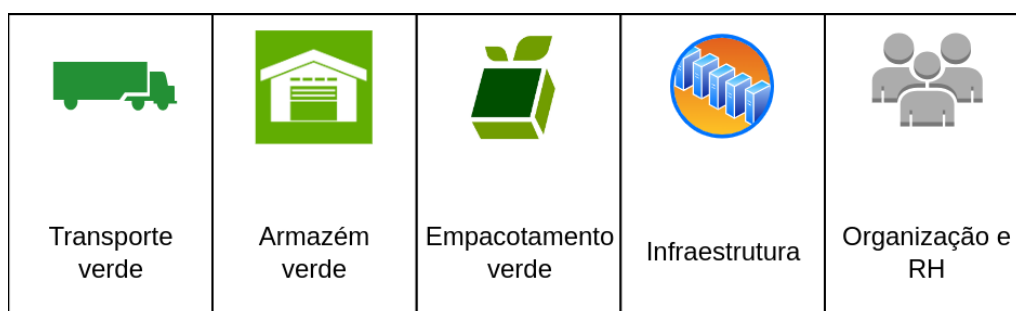 Transporte
verde
Armazém
verde
Empacotamento
verde
Infraestrutura
Organização e
RH